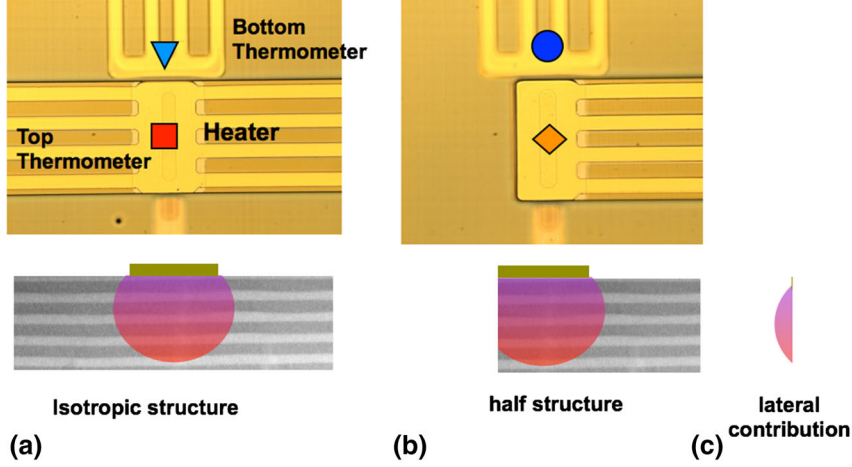 Bottom
Thermometer
Top
Thermometer
Heater
Isotropic structure
half structure
lateral
contribution
(a)
(b)
(c)